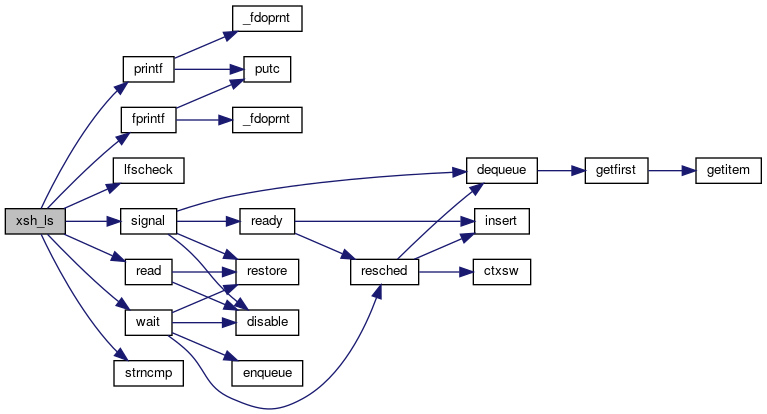 _fdoprnt
printf
putc
fprintf
_fdoprnt
lfscheck
dequeue
getfirst
getitem
xsh_ls
signal
ready
insert
read
restore
resched
ctxsw
wait
disable
strncmp
enqueue